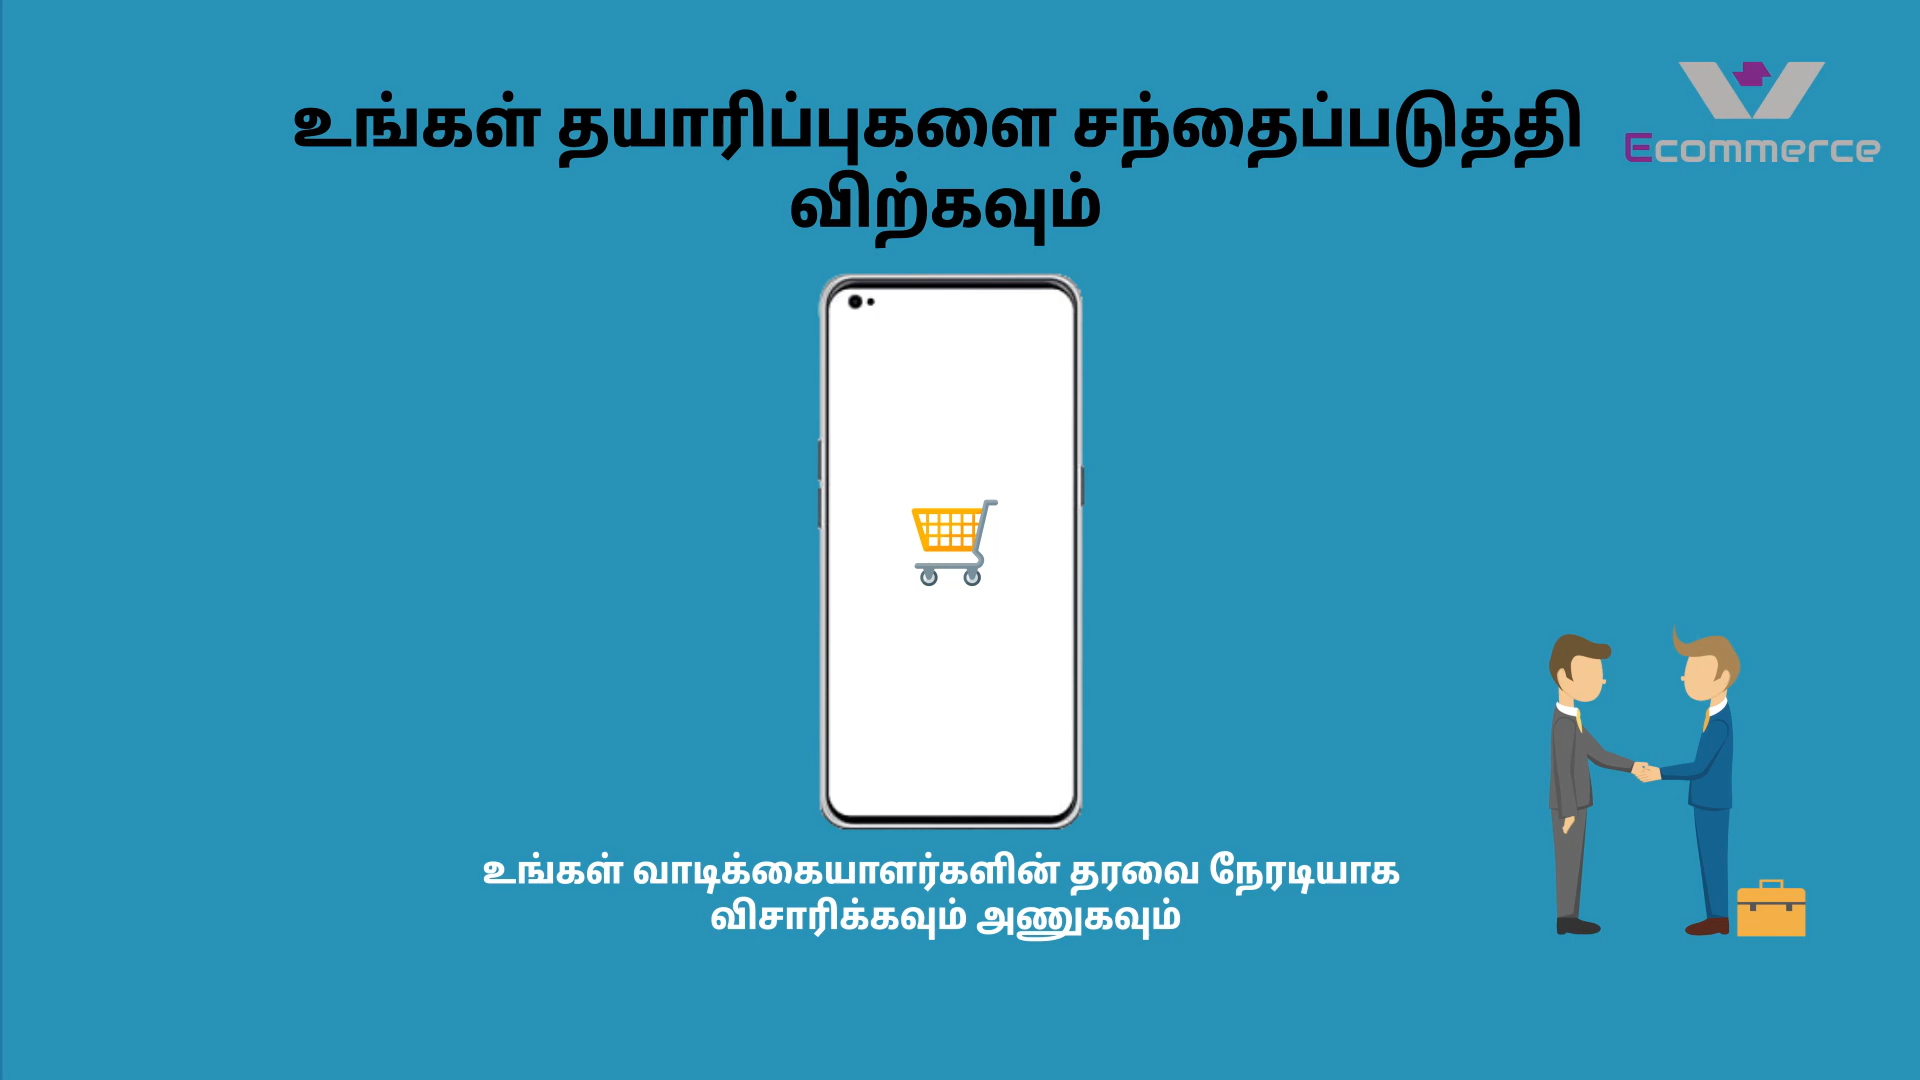 உங்கள் தயாரிப்புகளை சந்தைப்படுத்தி
விற்கவும்
Ecommerce
உங்கள் வாடிக்கையாளர்களின் தரவை நேரடியாக
விசாரிக்கவும் அணுகவும்